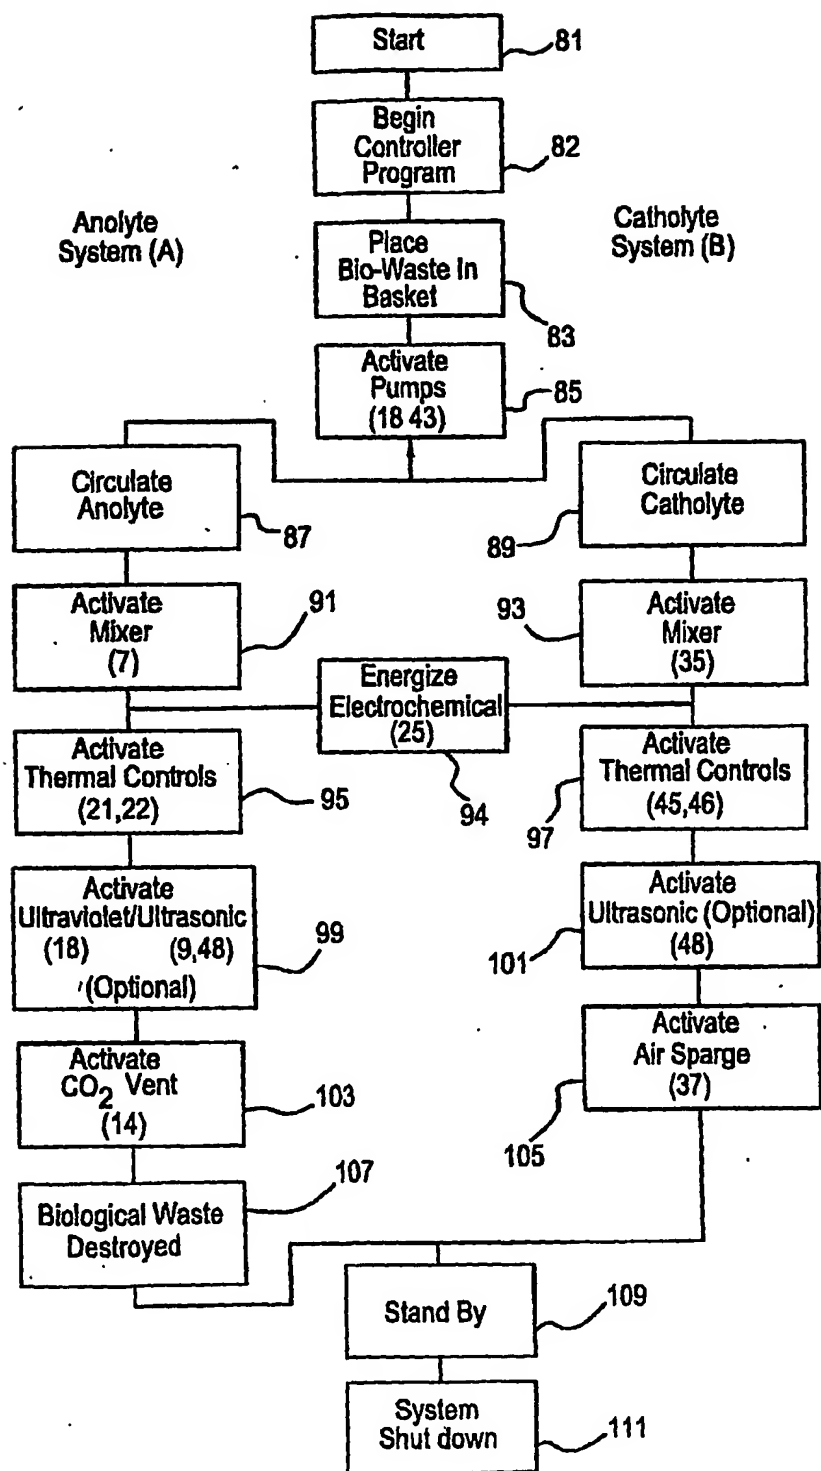 Start
81
Begin
Controller
Program
82
Anolyte
System (A)
Catholyte
System (B)
Place
Bio-Waste In
Basket
83
Activate
Pumps
(18 43)
85
Circulate
Anolyte
87
Circulate
Catholyte
89
Activate
Mixer
(7)
91
Activate
Mixer
(35)
93
Energize
Electrochemical
(25)
94
Activate
Thermal Controls
(21,22)
95
Activate
Thermal Controls
(45,46)
97
Activate
Ultraviolet/Ultrasonic
(18) (9,48)
(Optional)
99
Activate
Ultrasonic (Optional)
(48)
101
Activate
CO2 Vent
(14)
103
Activate
Air Sparge
(37)
105
Biological Waste
Destroyed
107
Stand By
109
System
Shut down
111